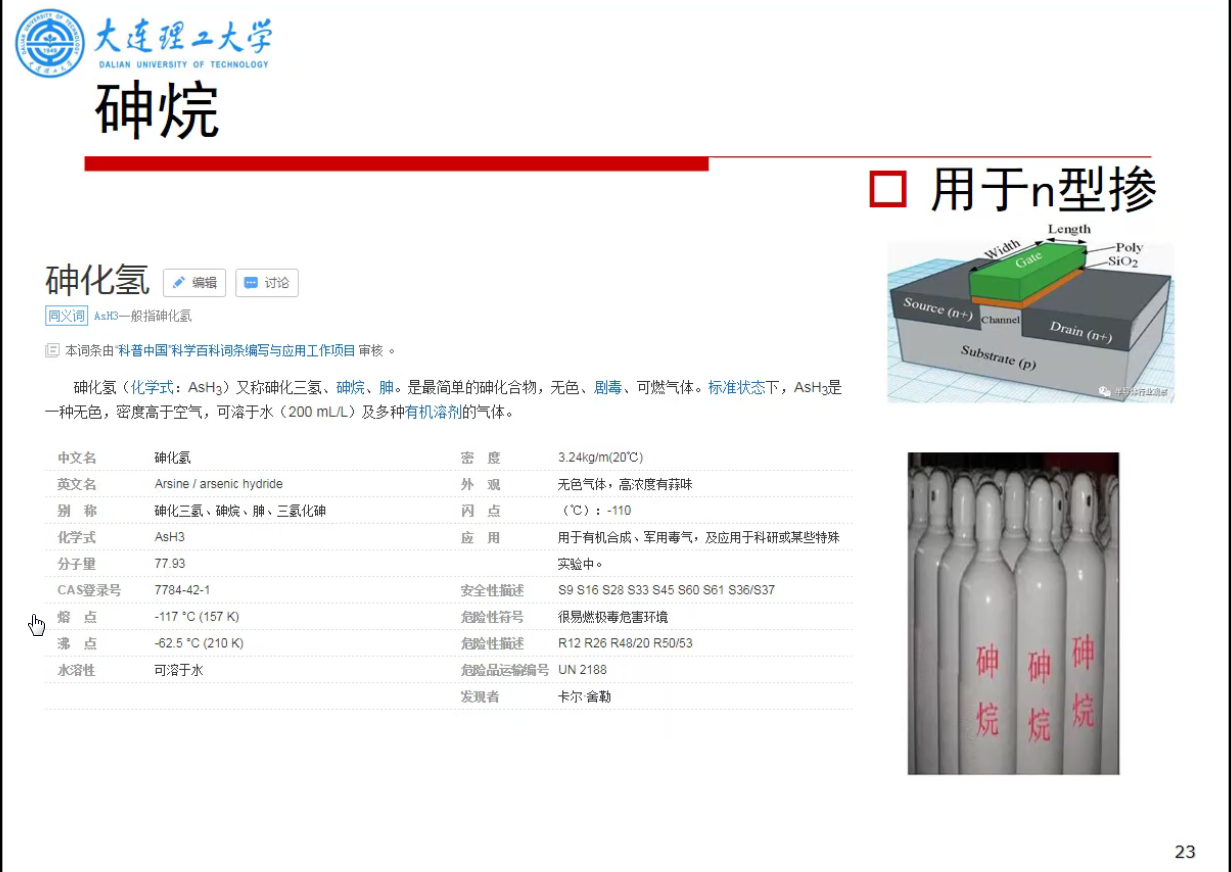 大连理工大学
DALIAN UNIVERSITY OF TECHNOLOGY
砷烷
用于n型掺
Length
Width
Poly
SiO2
Gate
Source (n+)
Channel
Drain (n+)
Substrate (p)
半导体行业观察
砷化氢 编辑 讨论
同义词 AsH3一般指砷化氢
本词条由“科普中国”科学百科词条编写与应用工作项目 审核 。
砷化氢（化学式：AsH₃）又称砷化三氢、砷烷、胂。是最简单的砷化合物，无色、剧毒、可燃气体。标准状态下，AsH₃是
一种无色，密度高于空气，可溶于水（200 mL/L）及多种有机溶剂的气体。
中文名 砷化氢 密 度 3.24kg/m(20℃)
英文名 Arsine / arsenic hydride 外 观 无色气体，高浓度有蒜味
别 称 砷化三氢、砷烷、胂、三氢化砷 闪 点 （℃）：-110
化学式 AsH3 应 用 用于有机合成、军用毒气，及应用于科研或某些特殊
分子量 77.93 实验中。
CAS登录号 7784-42-1 安全性描述 S9 S16 S28 S33 S45 S60 S61 S36/S37
熔 点 -117 °C (157 K) 危险性符号 很易燃极毒危害环境
沸 点 -62.5 °C (210 K) 危险性描述 R12 R26 R48/20 R50/53
水溶性 可溶于水 危险品运输编号 UN 2188
发现者 卡尔·舍勒
砷烷
砷烷
砷烷
23